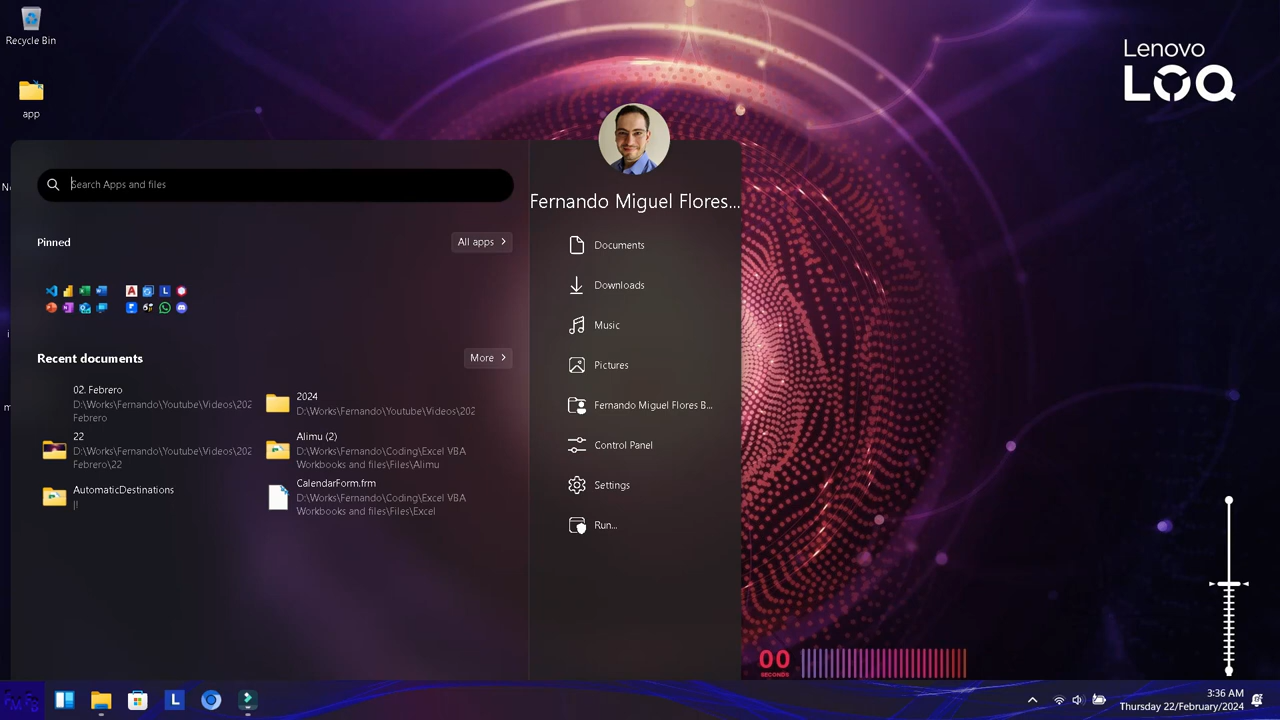 Recycle Bin
app
Lenovo
LOQ
Search Apps and files
Pinned
All apps
Recent documents
More
02. Febrero
D:\Works\Fernando\Youtube\Videos\202
Febrero
2024
D:\Works\Fernando\Youtube\Videos\202
22
D:\Works\Fernando\Youtube\Videos\202
Febrero\22
Alimu (2)
D:\Works\Fernando\Coding\Excel VBA
Workbooks and files\Files\Alimu
AutomaticDestinations
CalendarForm.frm
D:\Works\Fernando\Coding\Excel VBA
Workbooks and files\Files\Excel
Fernando Miguel Flores...
Documents
Downloads
Music
Pictures
Fernando Miguel Flores B...
Control Panel
Settings
Run...
00
SECONDS
3:36 AM
Thursday 22/February/2024